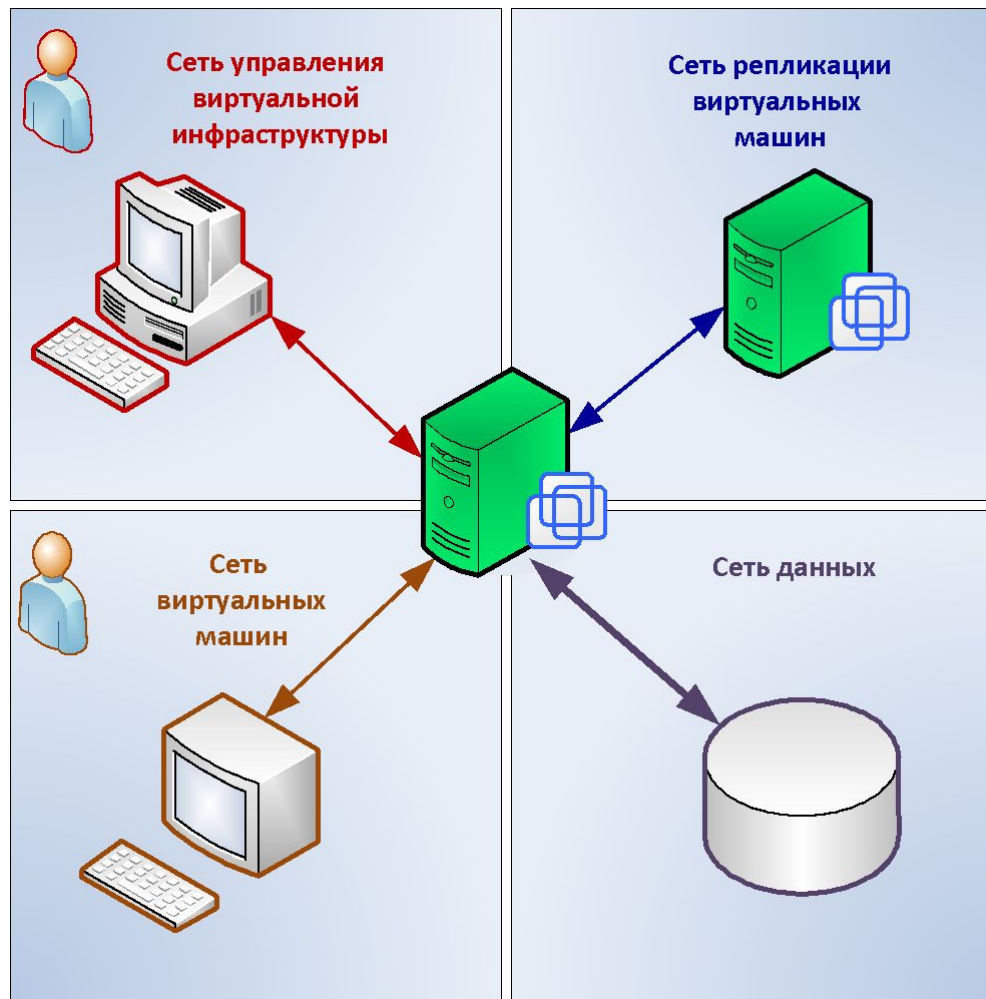 Сеть управления
виртуальной
инфраструктуры
Сеть репликации
виртуальных
машин
Сеть
виртуальных
машин
Сеть данных